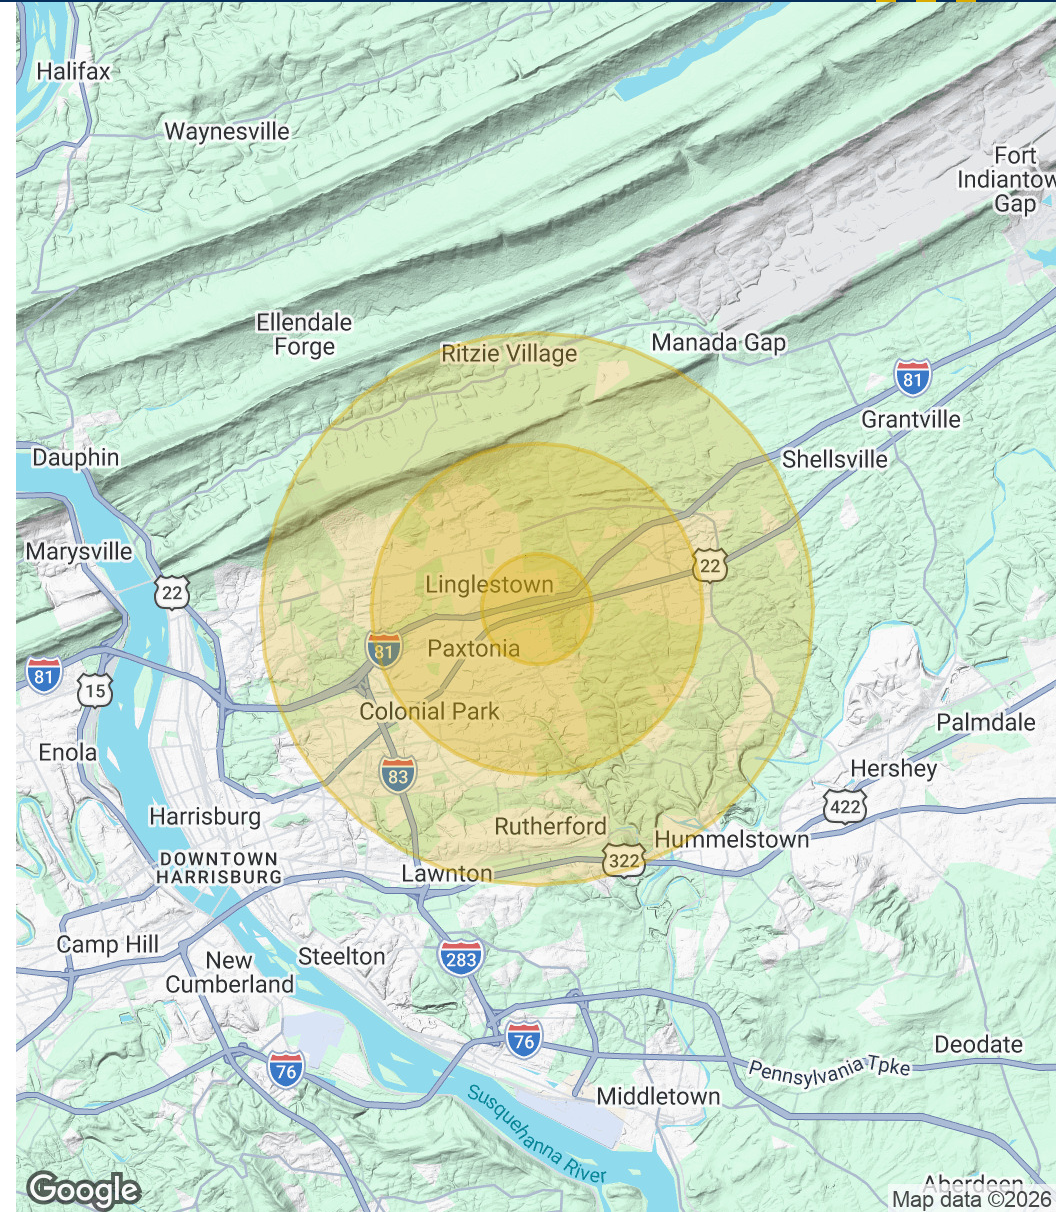 Halifax
Waynesville
Fort
Indiantow
Gap
Ellendale
Forge
Ritzie Village
Manada Gap
81
Grantville
Dauphin
Shellsville
Marysville
22
22
Linglestown
81
Paxtonia
81
15
Colonial Park
Palmdale
Enola
83
Hershey
Harrisburg
422
Rutherford
Hummelstown
DOWNTOWN
HARRISBURG
322
Lawnton
Camp Hill
Steelton
283
New
Cumberland
76
76
Deodate
Pennsylvania Tpke
Middletown
Susquehanna River
Aberdeen
Google
Map data ©2026